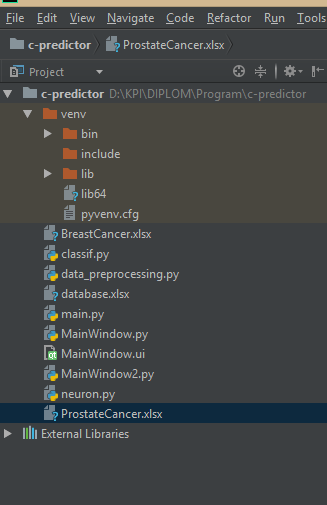 File Edit View Navigate Code Refactor Run Tools
c-predictor ProstateCancer.xlsx
Project
c-predictor D:\KPI\DIPLOM\Program\c-predictor
venv
bin
include
lib
lib64
pyvenv.cfg
BreastCancer.xlsx
classif.py
data_preprocessing.py
database.xlsx
main.py
MainWindow.py
MainWindow.ui
MainWindow2.py
neuron.py
ProstateCancer.xlsx
External Libraries